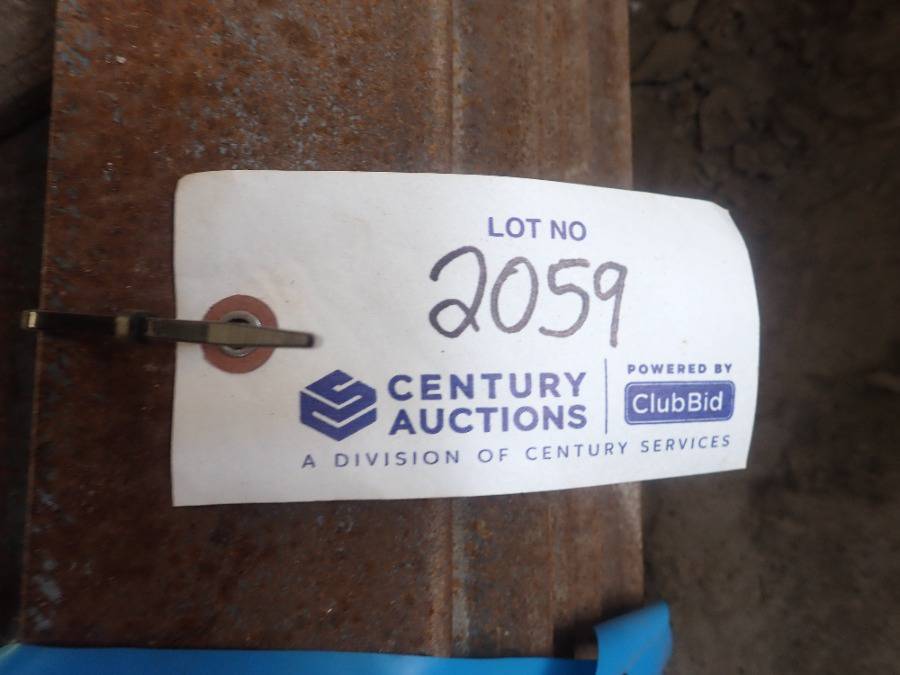 LOT NO
2059
CENTURY
AUCTIONS
POWERED BY
ClubBid
A DIVISION OF CENTURY SERVICES